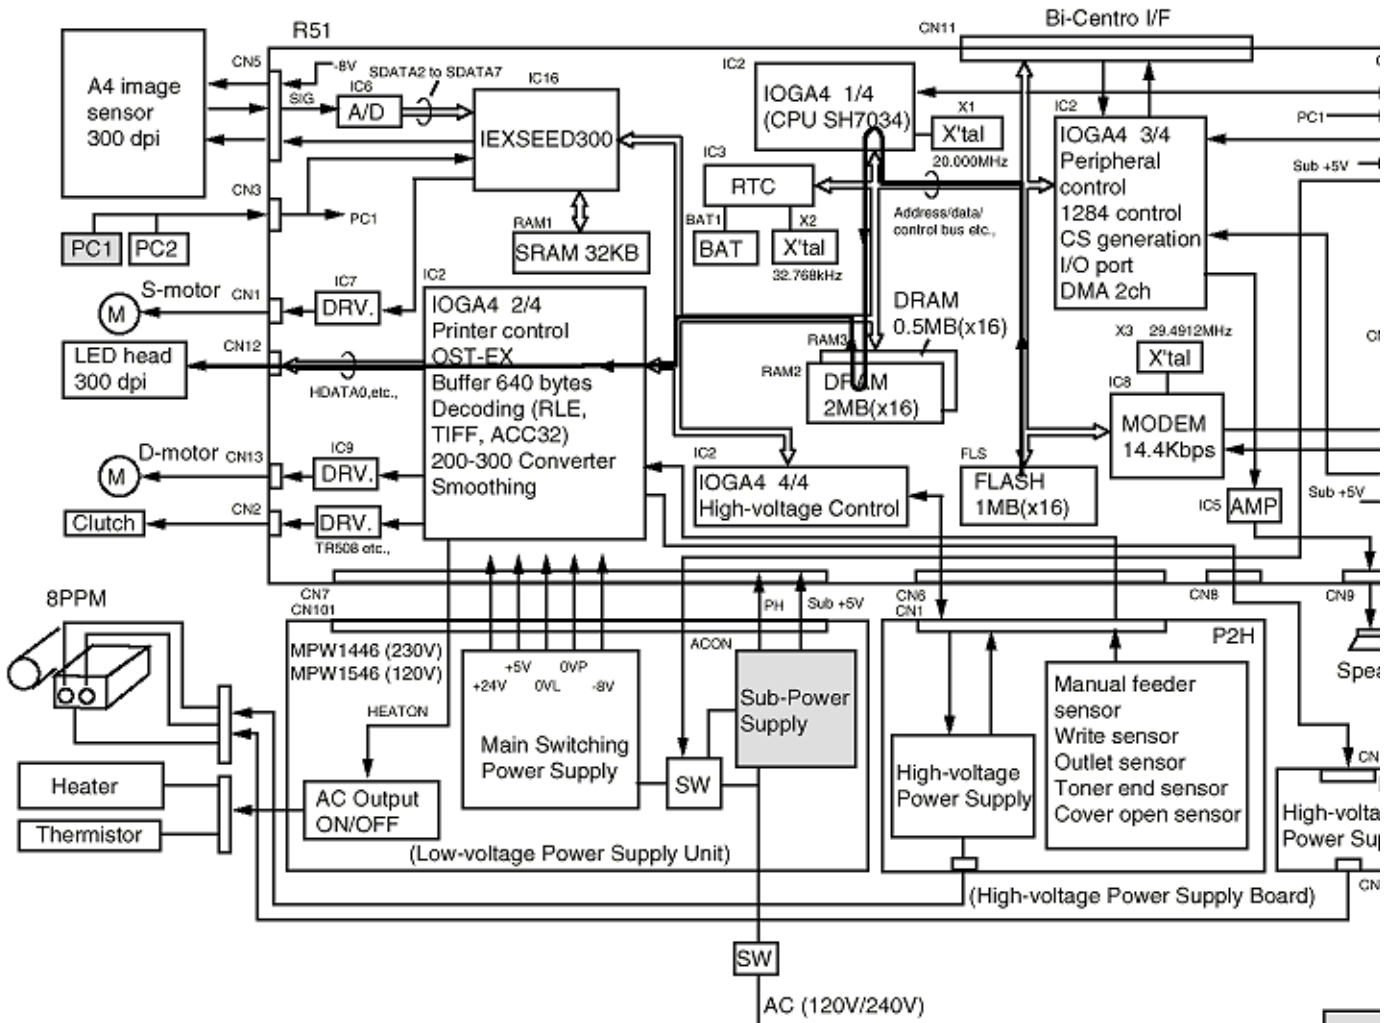 Bi-Centro I/F
R51
CN11
CN5
-8V
SDATA2 to SDATA7
IC6
IC16
IC2
A4 image
sensor
300 dpi
SIG
A/D
IEXSEED300
IOGA4 1/4
(CPU SH7034)
X1
X'tal
20.000MHz
IC2
IOGA4 3/4
Peripheral
control
1284 control
CS generation
I/O port
DMA 2ch
PC1
Sub +5V
IC3
RTC
CN3
PC1
PC1
PC2
RAM1
SRAM 32KB
BAT1
BAT
X2
X'tal
32.768kHz
Address/data/
control bus etc.,
S-motor
M
CN1
IC7
DRV.
IC2
IOGA4 2/4
Printer control
OST-EX
Buffer 640 bytes
Decoding (RLE,
TIFF, ACC32)
200-300 Converter
Smoothing
DRAM
0.5MB(x16)
RAM3
RAM2
DRAM
2MB(x16)
X3
29.4912MHz
X'tal
LED head
300 dpi
CN12
HDATA0,etc.,
IC8
MODEM
14.4Kbps
D-motor
M
CN13
IC9
DRV.
IC2
IOGA4 4/4
High-voltage Control
FLS
FLASH
1MB(x16)
Clutch
CN2
DRV.
TR508 etc.,
IC5
AMP
Sub +5V
8PPM
CN7
CN101
PH
Sub +5V
CN6
CN1
CN8
CN9
MPW1446 (230V)
MPW1546 (120V)
ACON
P2H
+5V
0VP
+24V
0VL
-8V
HEATON
Main Switching
Power Supply
Sub-Power
Supply
SW
Manual feeder
sensor
Write sensor
Outlet sensor
Toner end sensor
Cover open sensor
High-voltage
Power Supply
Heater
Thermistor
AC Output
ON/OFF
(Low-voltage Power Supply Unit)
(High-voltage Power Supply Board)
SW
AC (120V/240V)